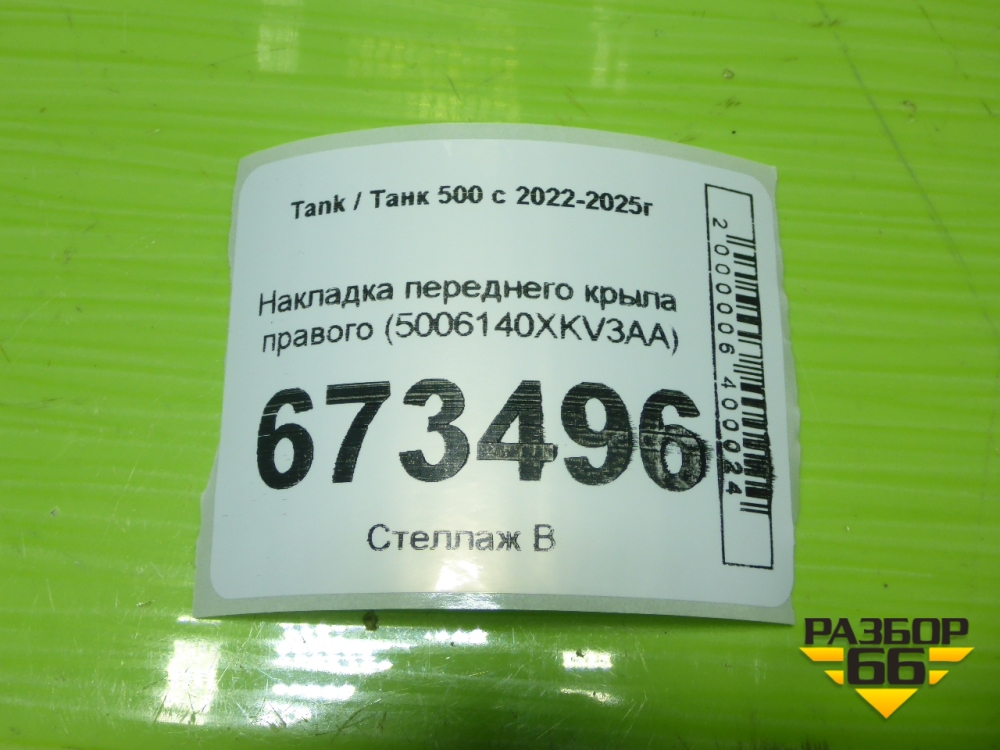 Tank / Танк 500 с 2022-2025г
Накладка переднего крыла
правого (5006140XKV3AA)
673496
Стеллаж В
2000006400024
РАЗБОР
66